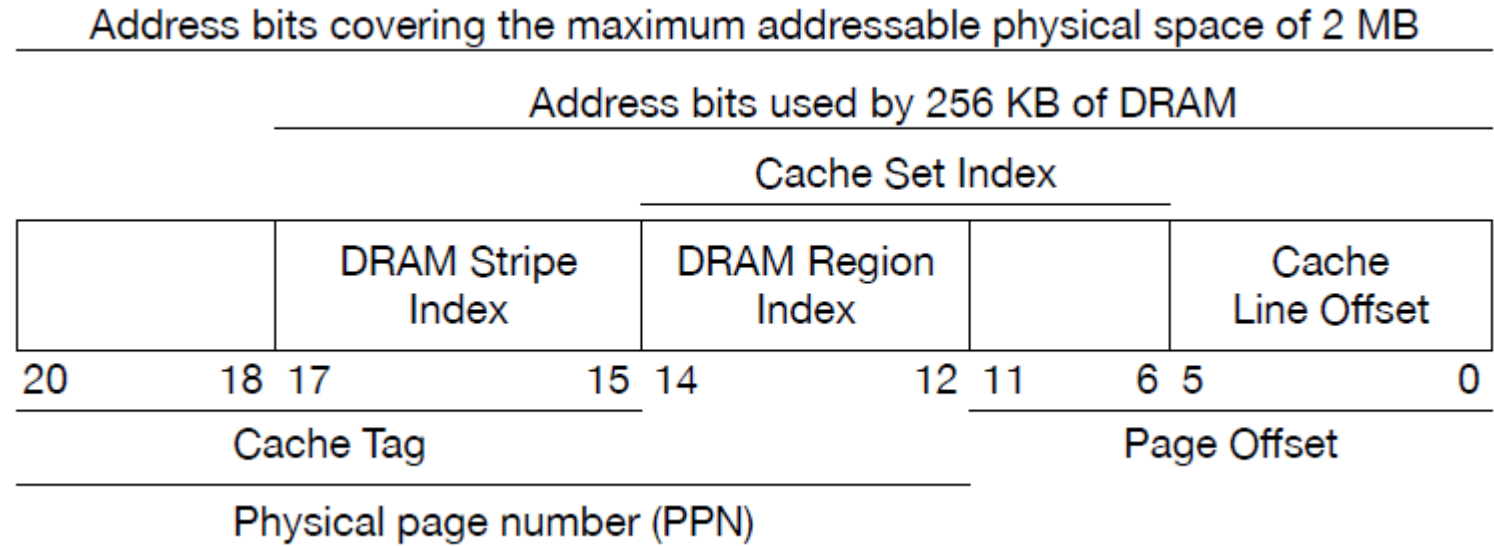 Address bits covering the maximum addressable physical space of 2 MB
Address bits used by 256 KB of DRAM
Cache Set Index
DRAM Stripe Index
DRAM Region Index
Cache Line Offset
20 18 17 15 14 12 11 6 5 0
Cache Tag
Page Offset
Physical page number (PPN)